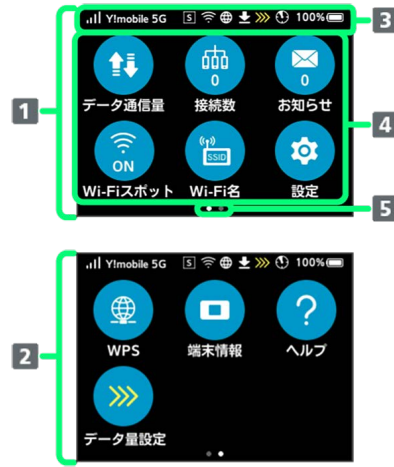 Y!mobile 5G S 100%
3
1
0 0
データ通信量 接続数 お知らせ
4
ON SSID
Wi-Fiスポット Wi-Fi名 設定
5
Y!mobile 5G S 100%
?
WPS 端末情報 ヘルプ
2
データ量設定